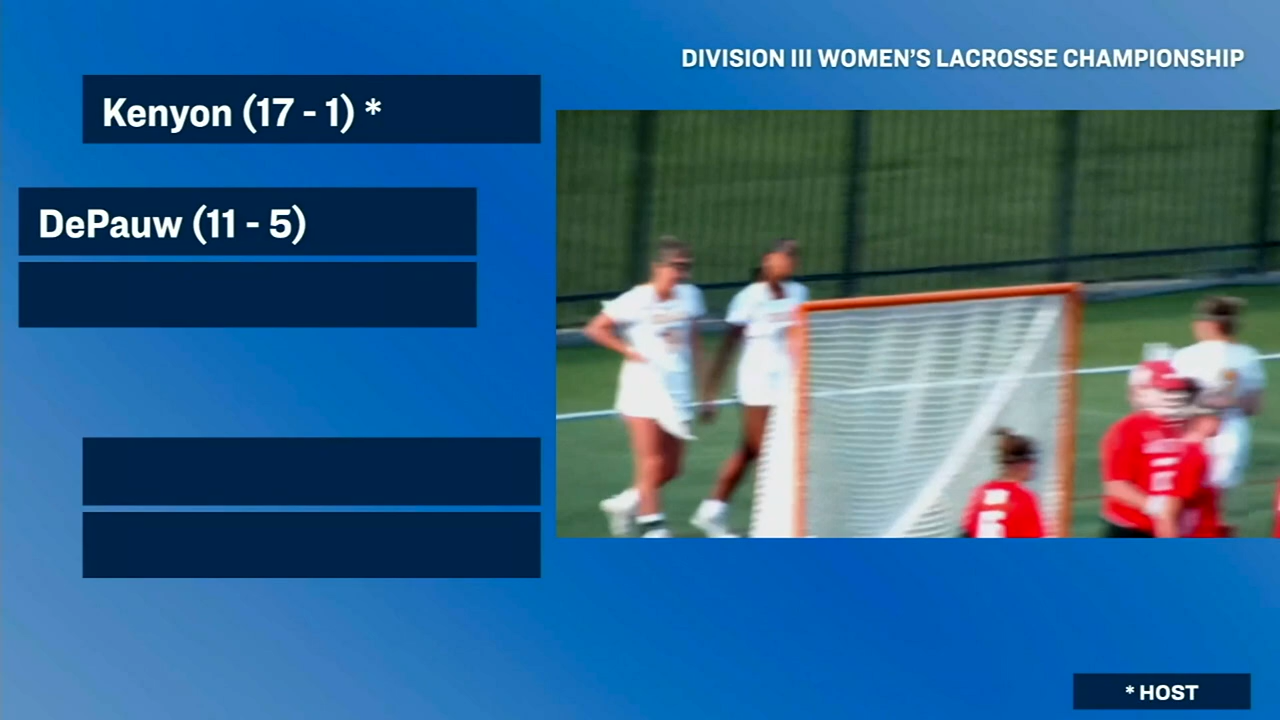 DIVISION III WOMEN'S LACROSSE CHAMPIONSHIP
Kenyon (17 - 1) *
DePauw (11 - 5)
* HOST